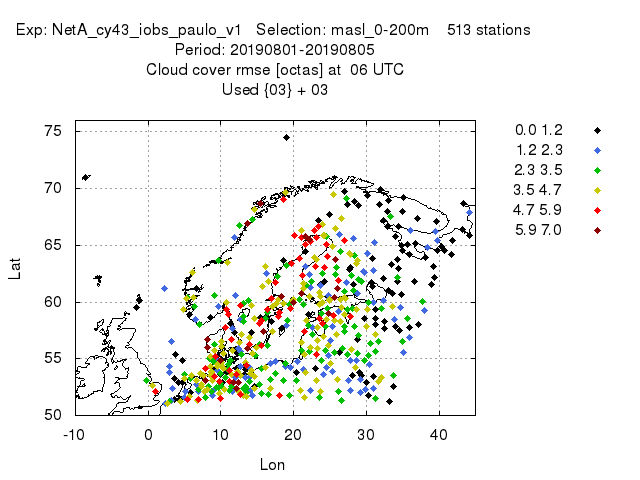 Exp: NetA_cy43_iobs_paulo_v1 Selection: masl_0-200m 513 stations
Period: 20190801-20190805
Cloud cover rmse [octas] at 06 UTC
Used {03} + 03
75
70
65
60
55
50
Lat
-10 0 10 20 30 40
Lon
0.0 1.2
1.2 2.3
2.3 3.5
3.5 4.7
4.7 5.9
5.9 7.0